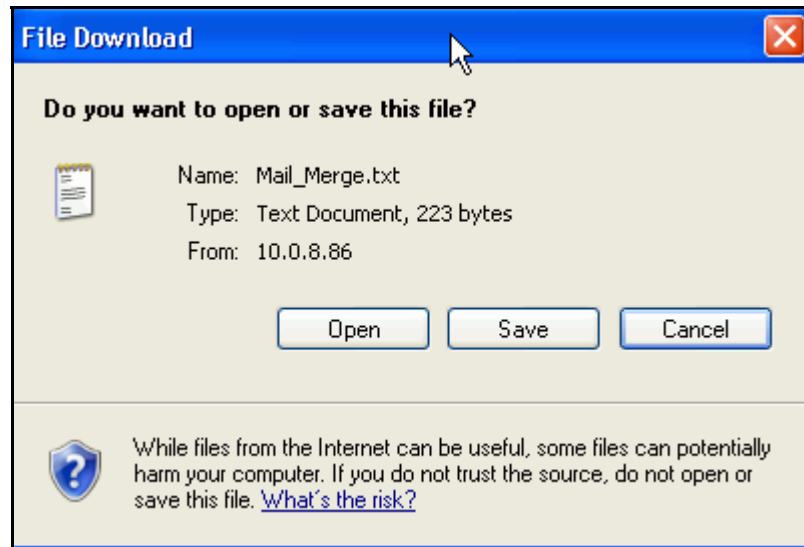 File Download
Do you want to open or save this file?
Name: Mail_Merge.txt
Type: Text Document, 223 bytes
From: 10.0.8.86
Open Save Cancel
While files from the Internet can be useful, some files can potentially
harm your computer. If you do not trust the source, do not open or
save this file. What's the risk?